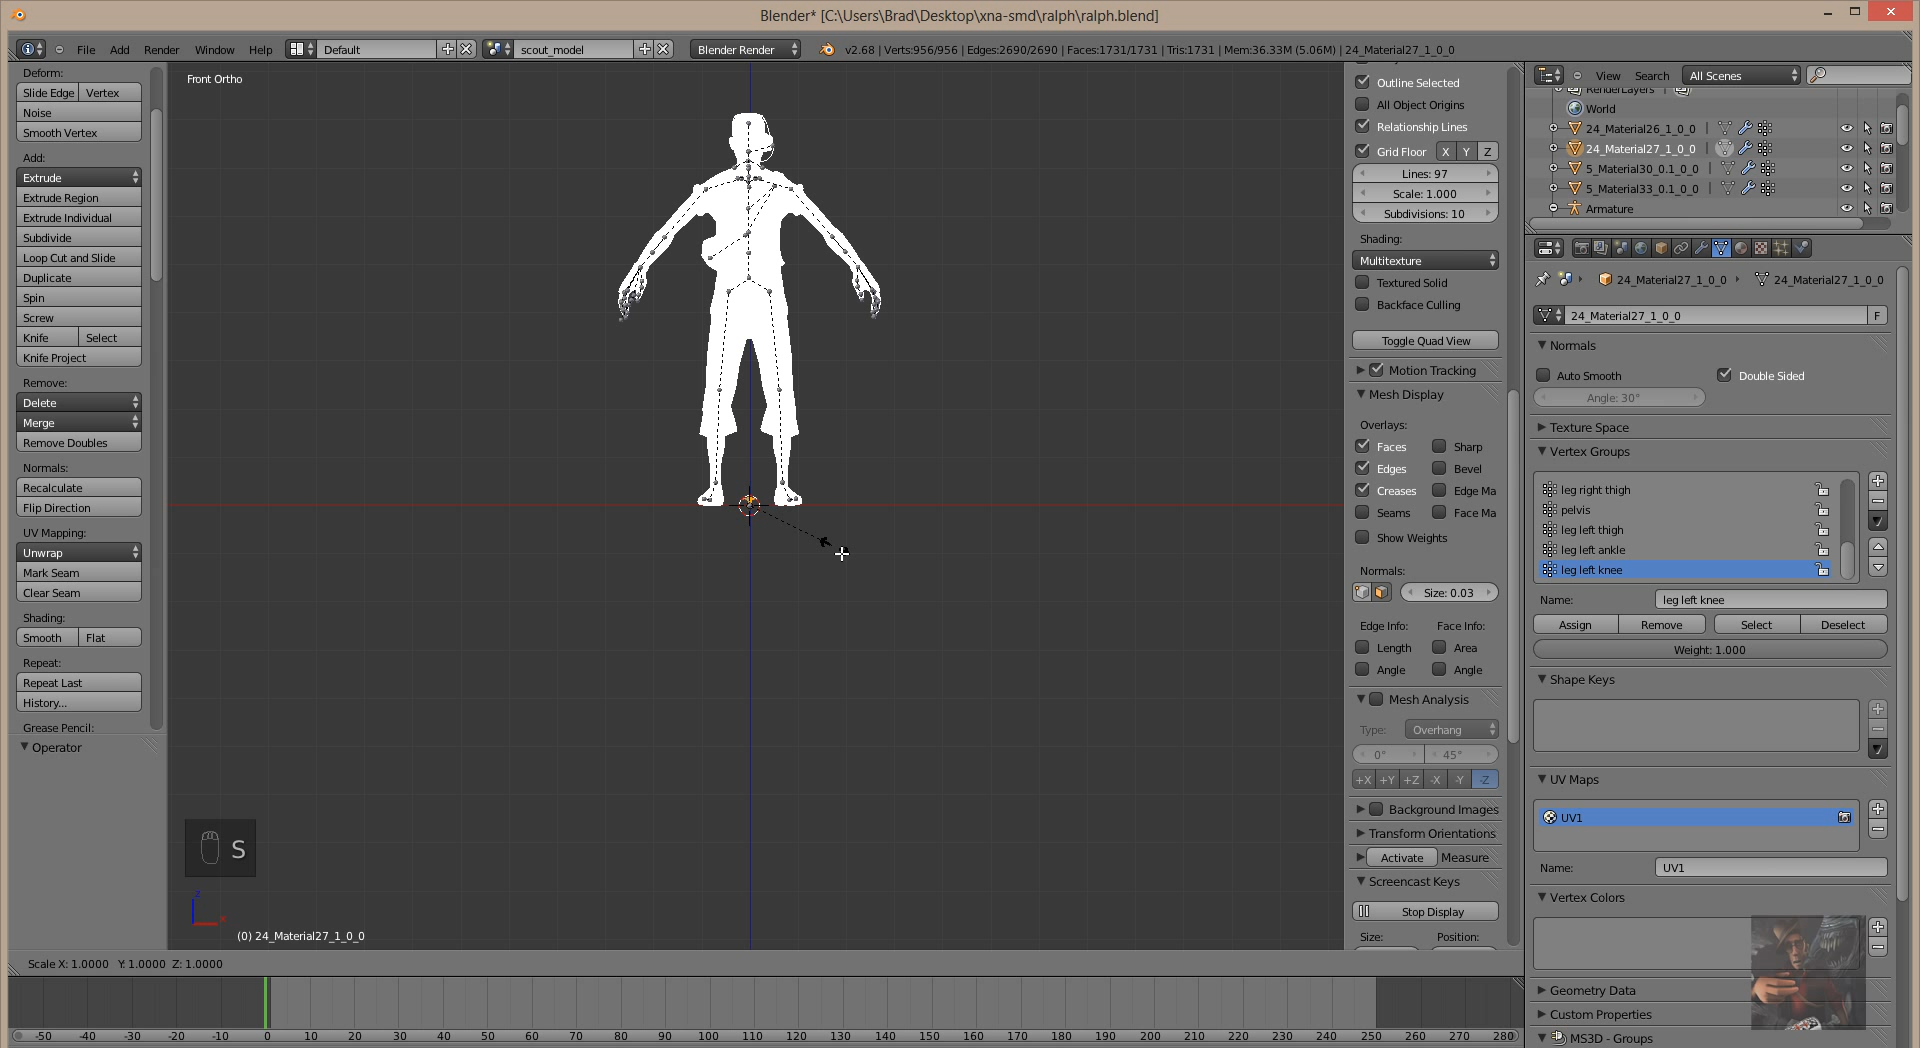 Blender* [C:\Users\Brad\Desktop\xna-smd\ralph\ralph.blend]
File Add Render Window Help Default scout_model Blender Render v2.68 | Verts:956/956 | Edges:2690/2690 | Faces:1731/1731 | Tris:1731 | Mem:36.33M (5.06M) | 24_Material27_1_0_0
Deform:
Slide Edge Vertex
Noise
Smooth Vertex
Add:
Extrude
Extrude Region
Extrude Individual
Subdivide
Loop Cut and Slide
Duplicate
Spin
Screw
Knife Select
Knife Project
Remove:
Delete
Merge
Remove Doubles
Normals:
Recalculate
Flip Direction
UV Mapping:
Unwrap
Mark Seam
Clear Seam
Shading:
Smooth Flat
Repeat:
Repeat Last
History...
Grease Pencil:
Operator
Front Ortho
S
z
x
(0) 24_Material27_1_0_0
Scale X: 1.0000 Y: 1.0000 Z: 1.0000
Outline Selected
All Object Origins
Relationship Lines
Grid Floor X Y Z
Lines: 97
Scale: 1.000
Subdivisions: 10
Shading:
Multitexture
Textured Solid
Backface Culling
Toggle Quad View
Motion Tracking
Mesh Display
Overlays:
Faces Sharp
Edges Bevel
Creases Edge Ma
Seams Face Ma
Show Weights
Normals:
Size: 0.03
Edge Info: Face Info:
Length Area
Angle Angle
Mesh Analysis
Type: Overhang
0° 45°
+X +Y +Z -X -Y -Z
Background Images
Transform Orientations
Activate Measure
Screencast Keys
Stop Display
Size: Position:
View Search All Scenes
RenderLayers
World
24_Material26_1_0_0
24_Material27_1_0_0
5_Material30_0.1_0_0
5_Material33_0.1_0_0
Armature
24_Material27_1_0_0 24_Material27_1_0_0
24_Material27_1_0_0 F
Normals
Auto Smooth Double Sided
Angle: 30°
Texture Space
Vertex Groups
leg right thigh
pelvis
leg left thigh
leg left ankle
leg left knee
Name: leg left knee
Assign Remove Select Deselect
Weight: 1.000
Shape Keys
UV Maps
UV1
Name: UV1
Vertex Colors
Geometry Data
Custom Properties
MS3D - Groups
-50 -40 -30 -20 -10 0 10 20 30 40 50 60 70 80 90 100 110 120 130 140 150 160 170 180 190 200 210 220 230 240 250 260 270 280